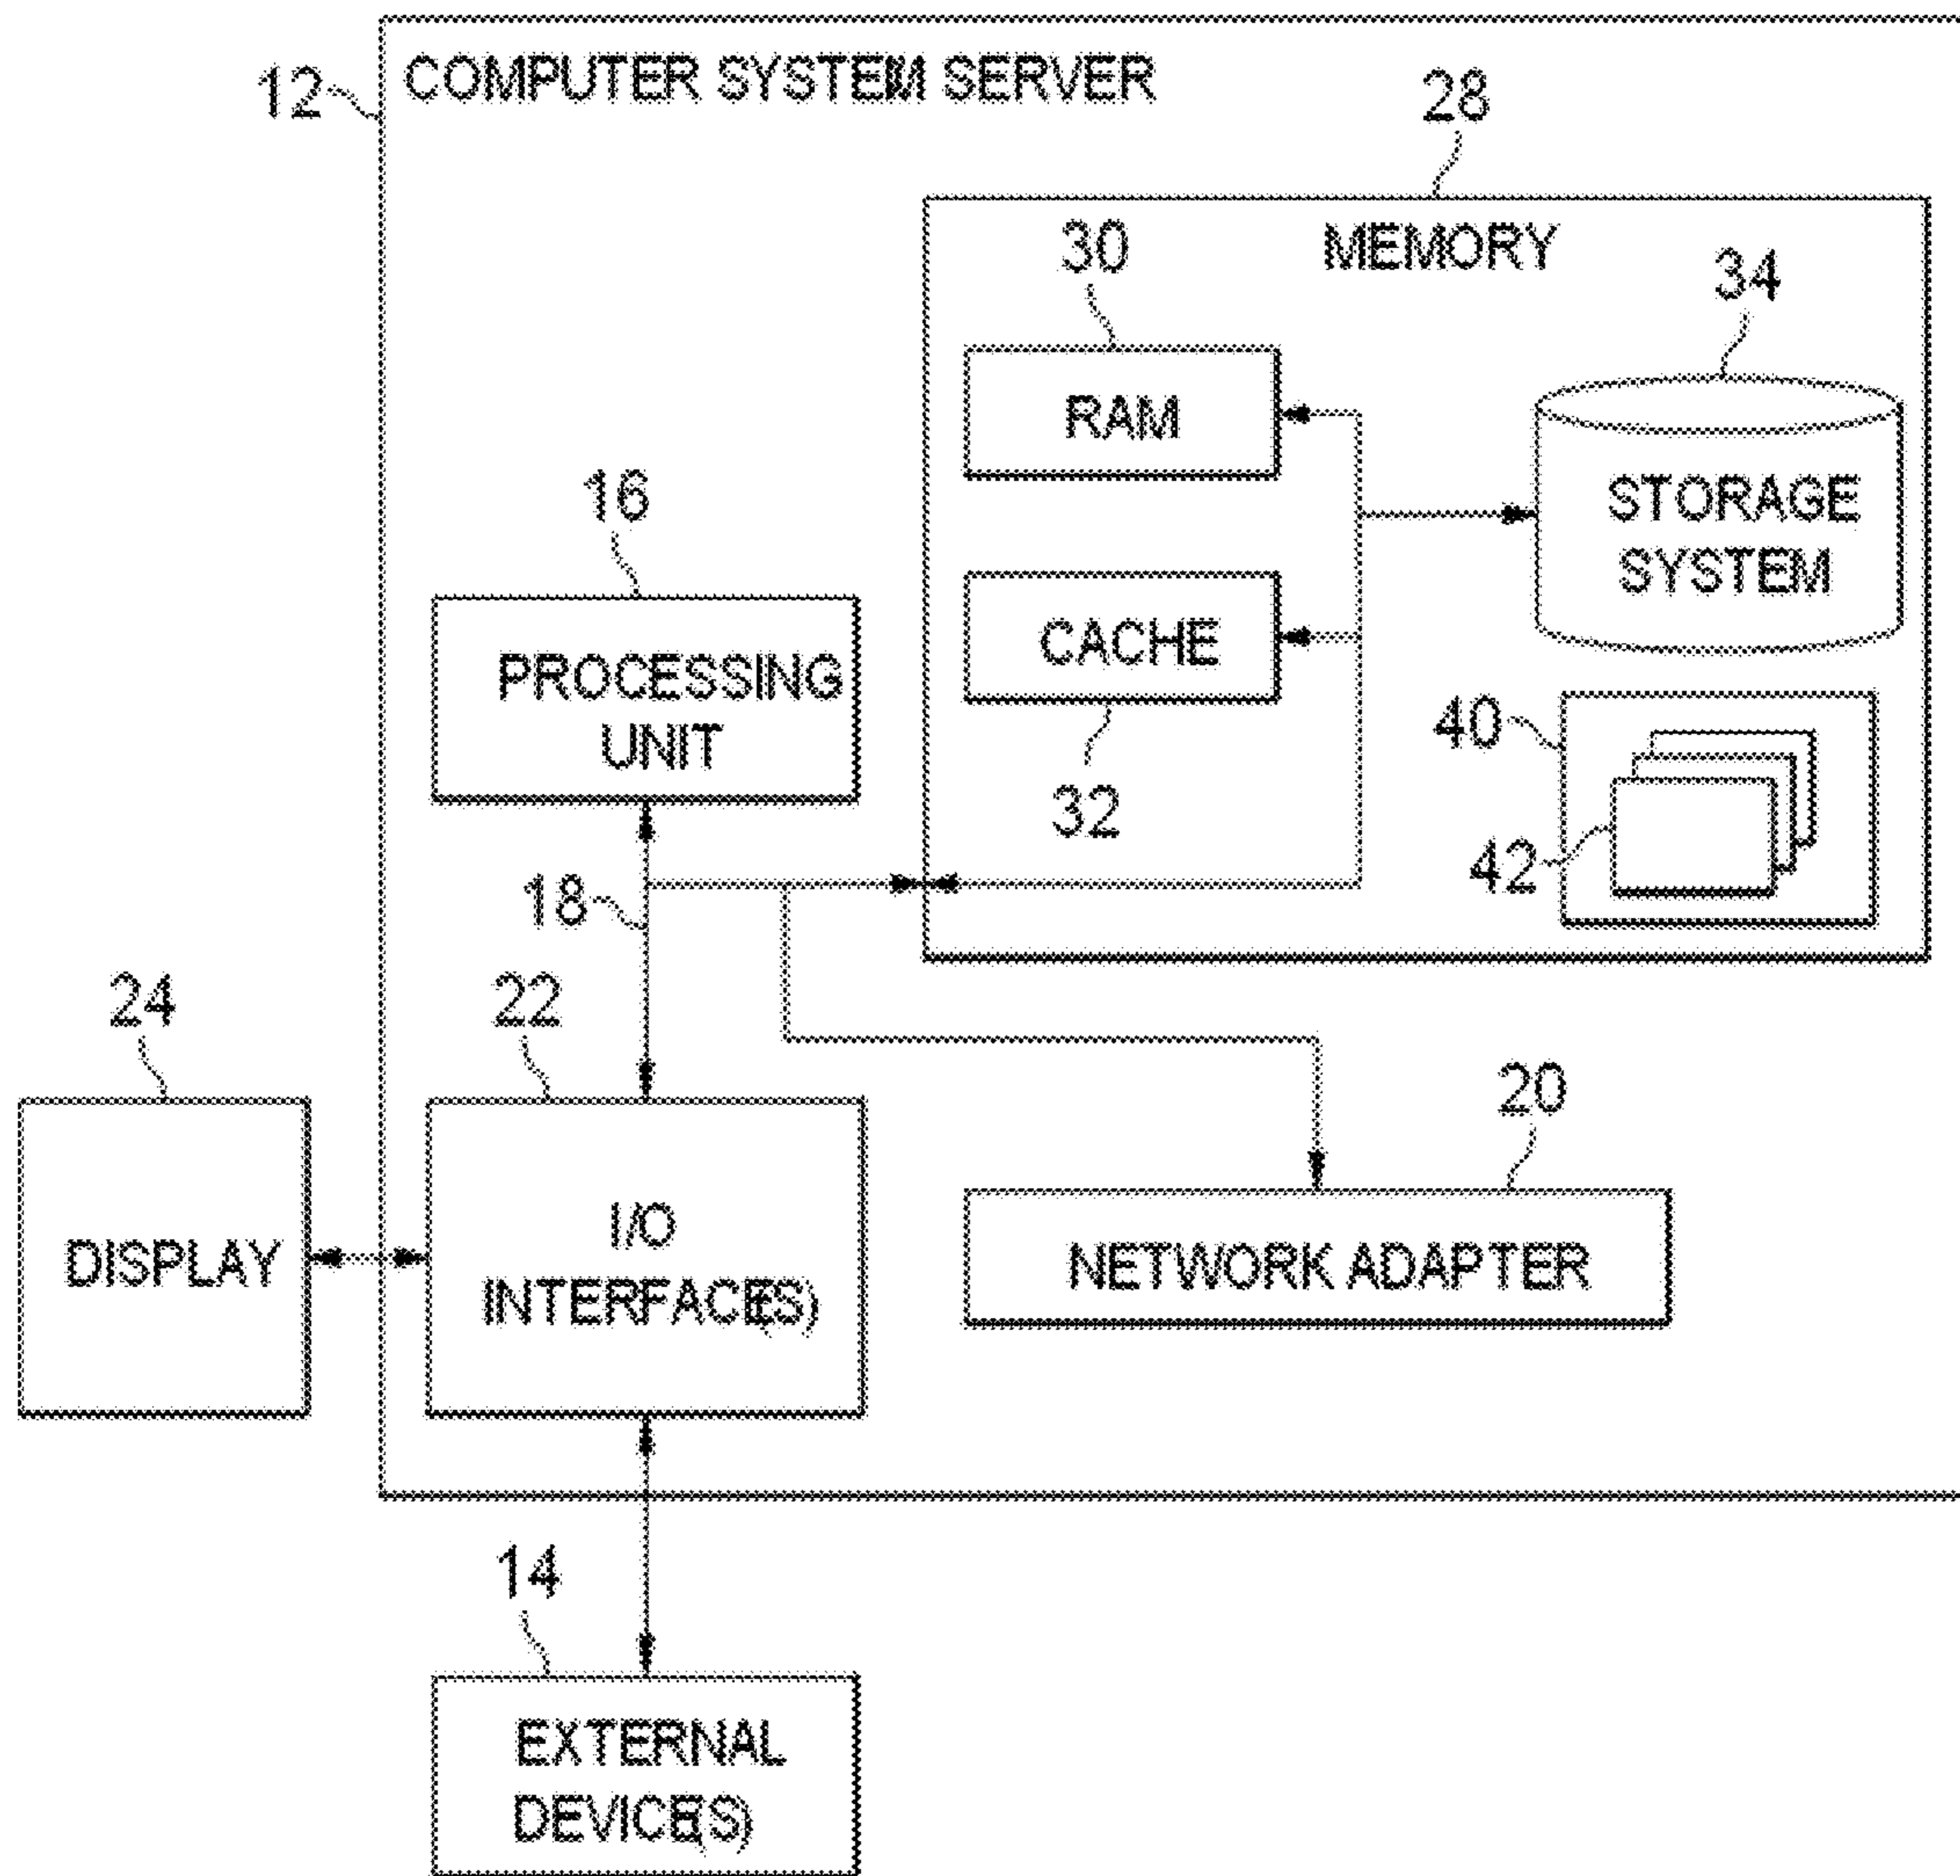 12
COMPUTER SYSTEM SERVER
28
MEMORY
30
34
RAM
STORAGE
SYSTEM
16
PROCESSING
UNIT
CACHE
32
40
42
18
24
22
20
DISPLAY
I/O
INTERFACE(S)
NETWORK ADAPTER
14
EXTERNAL
DEVICE(S)